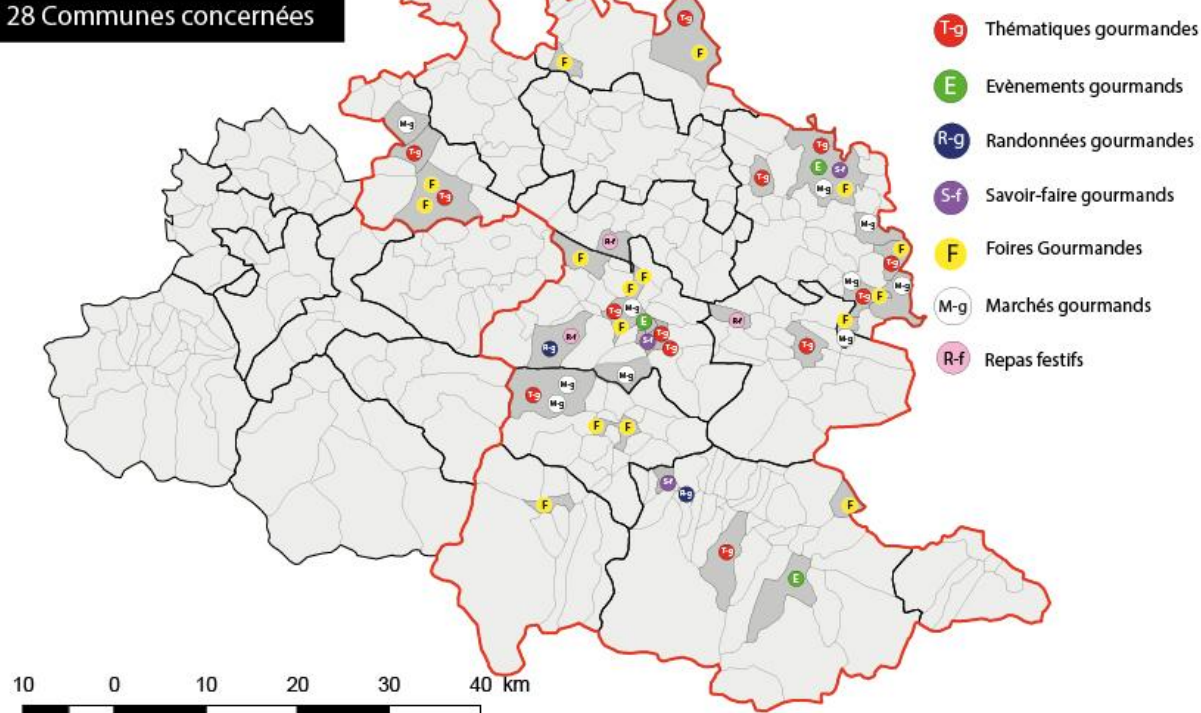 28 Communes concernées
T-g Thématiques gourmandes
E Evènements gourmands
R-g Randonnées gourmandes
S-f Savoir-faire gourmands
F Foires Gourmandes
M-g Marchés gourmands
R-f Repas festifs
T-g
F
F
M-g
T-g
F
T-g
F
T-g
E S-f
M-g F
T-g
M-g
F
T-g
M-g
M-g
T-g F
F
M-g
R-f
F
F
F
T-g M-g
F E
S-f T-g
T-g
R-f
R-g
R-f
T-g
M-g
M-g
T-g
M-g
F F
S-f
R-g
F
F
T-g
E
10 0 10 20 30 40 km